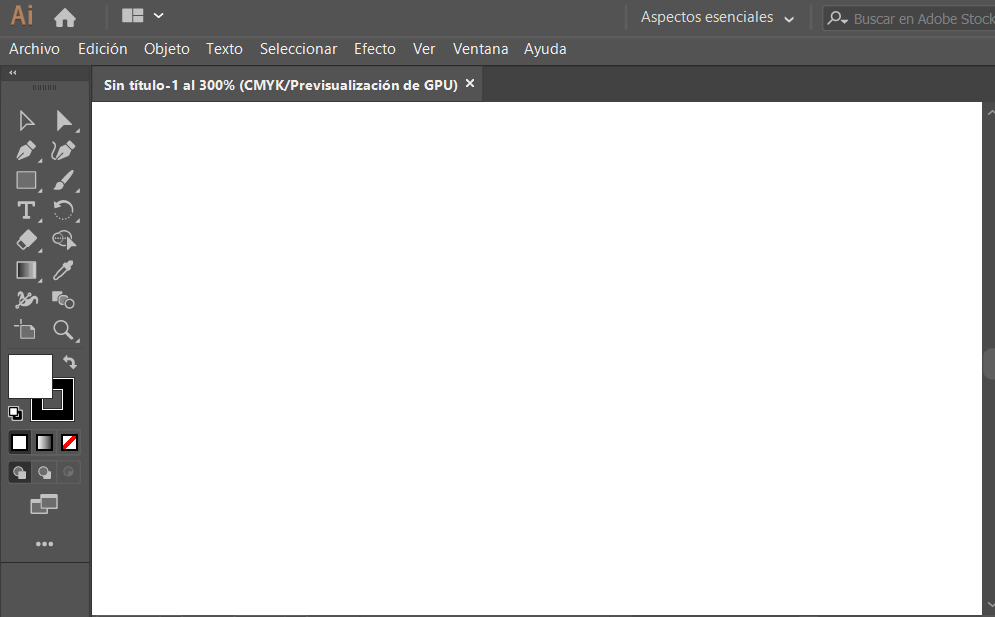 Ai
Aspectos esenciales
Buscar en Adobe Stock
Archivo Edición Objeto Texto Seleccionar Efecto Ver Ventana Ayuda
Sin título-1 al 300% (CMYK/Previsualización de GPU) ×
T